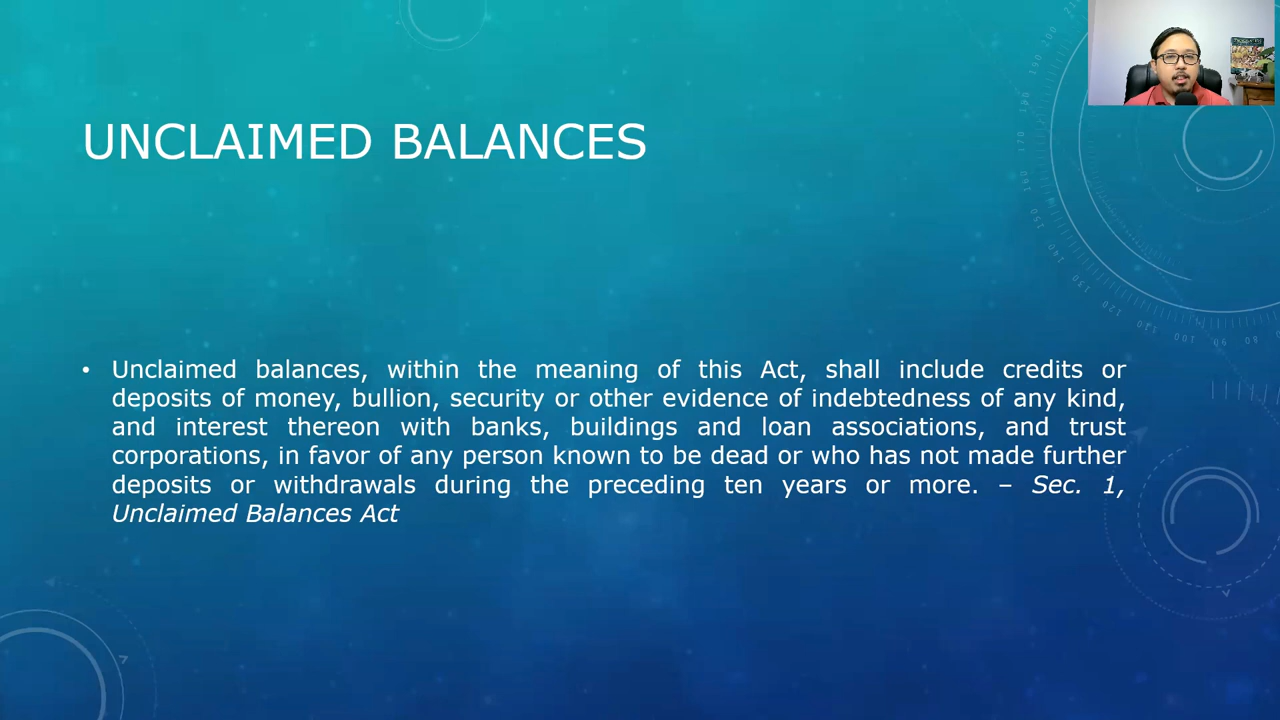 UNCLAIMED BALANCES
• Unclaimed balances, within the meaning of this Act, shall include credits or
deposits of money, bullion, security or other evidence of indebtedness of any kind,
and interest thereon with banks, buildings and loan associations, and trust
corporations, in favor of any person known to be dead or who has not made further
deposits or withdrawals during the preceding ten years or more. – Sec. 1,
Unclaimed Balances Act